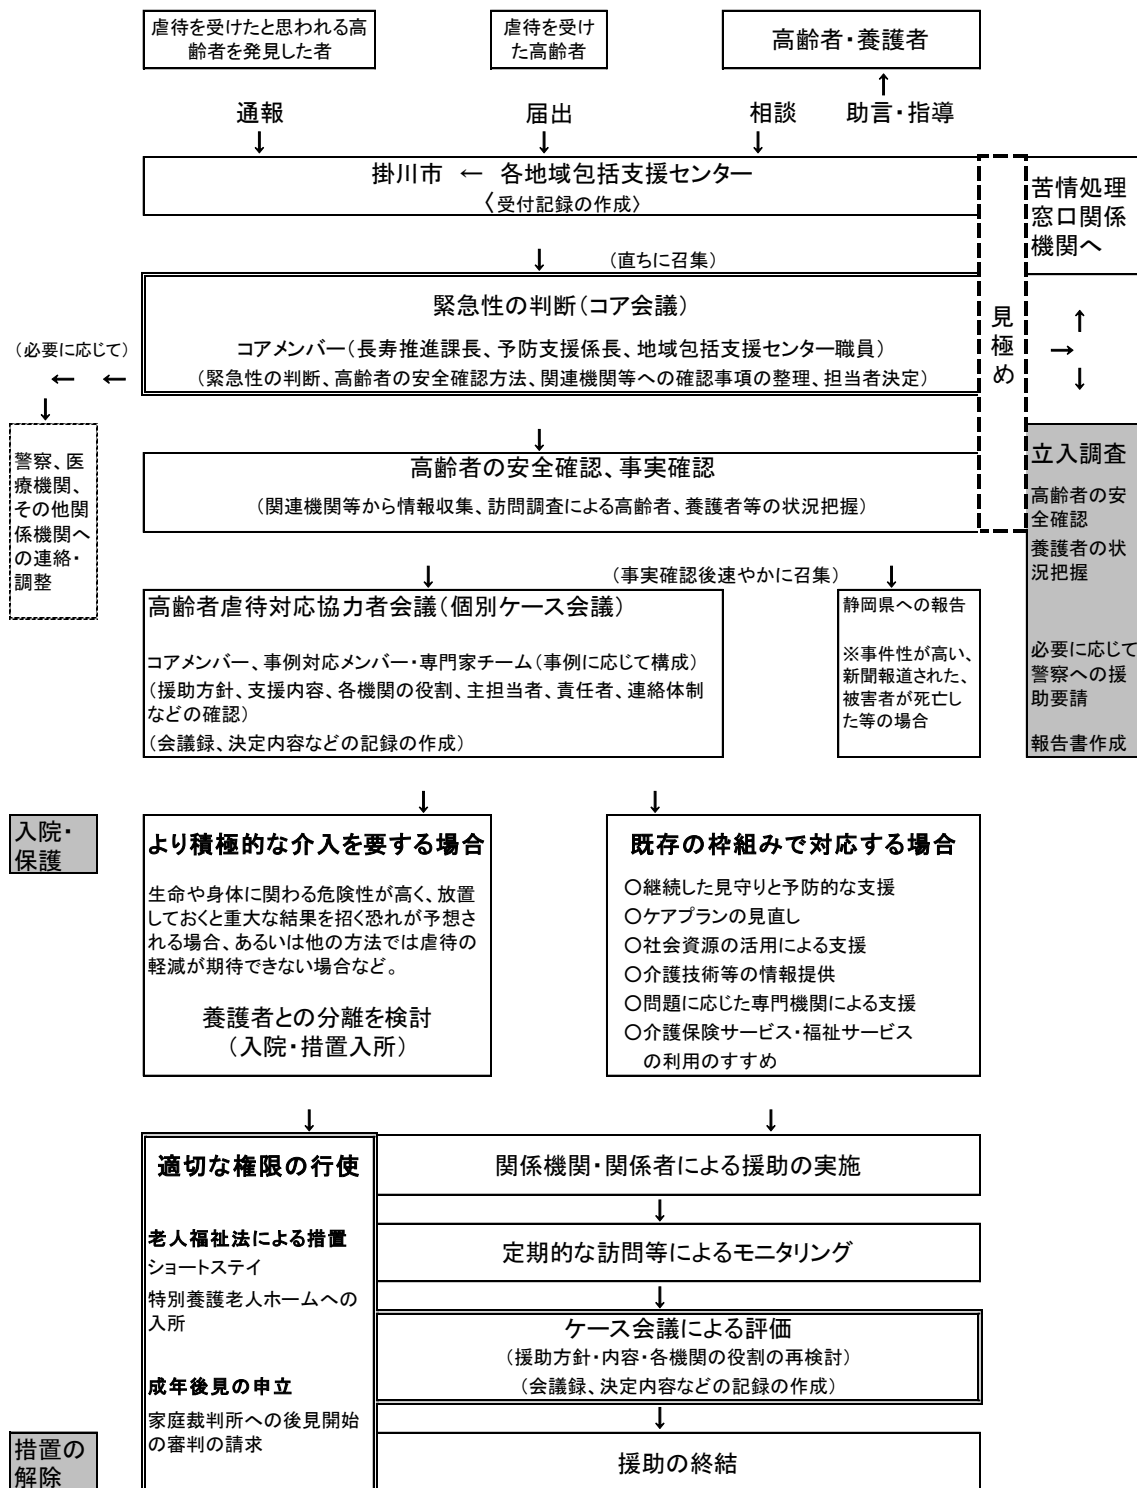 虐待を受けたと思われる高
齢者を発見した者
虐待を受け
た高齢者
高齢者・養護者
↑
通報
届出
相談
助言・指導
↓
↓
↓
掛川市 ← 各地域包括支援センター
〈受付記録の作成〉
苦情処理
窓口関係
機関へ
↓
(直ちに召集)
緊急性の判断(コア会議)
コアメンバー(長寿推進課長、予防支援係長、地域包括支援センター職員)
(緊急性の判断、高齢者の安全確認方法、関連機関等への確認事項の整理、担当者決定)
見
極
め
↑
→
↓
(必要に応じて)
← ←
↓
警察、医
療機関、
その他関
係機関へ
の連絡・
調整
↓
高齢者の安全確認、事実確認
(関連機関等から情報収集、訪問調査による高齢者、養護者等の状況把握)
立入調査
高齢者の安
全確認
養護者の状
況把握
必要に応じて
警察への援
助要請
報告書作成
↓
(事実確認後速やかに召集)
↓
高齢者虐待対応協力者会議(個別ケース会議)
コアメンバー、事例対応メンバー・専門家チーム(事例に応じて構成)
(援助方針、支援内容、各機関の役割、主担当者、責任者、連絡体制
などの確認)
(会議録、決定内容などの記録の作成)
静岡県への報告
※事件性が高い、
新聞報道された、
被害者が死亡し
た等の場合
↓
↓
入院・
保護
より積極的な介入を要する場合
生命や身体に関わる危険性が高く、放置
しておくと重大な結果を招く恐れが予想さ
れる場合、あるいは他の方法では虐待の
軽減が期待できない場合など。
養護者との分離を検討
(入院・措置入所)
既存の枠組みで対応する場合
○継続した見守りと予防的な支援
○ケアプランの見直し
○社会資源の活用による支援
○介護技術等の情報提供
○問題に応じた専門機関による支援
○介護保険サービス・福祉サービス
の利用のすすめ
↓
↓
適切な権限の行使
老人福祉法による措置
ショートステイ
特別養護老人ホームへの
入所
成年後見の申立
家庭裁判所への後見開始
の審判の請求
関係機関・関係者による援助の実施
↓
定期的な訪問等によるモニタリング
↓
ケース会議による評価
(援助方針・内容・各機関の役割の再検討)
(会議録、決定内容などの記録の作成)
↓
援助の終結
措置の
解除